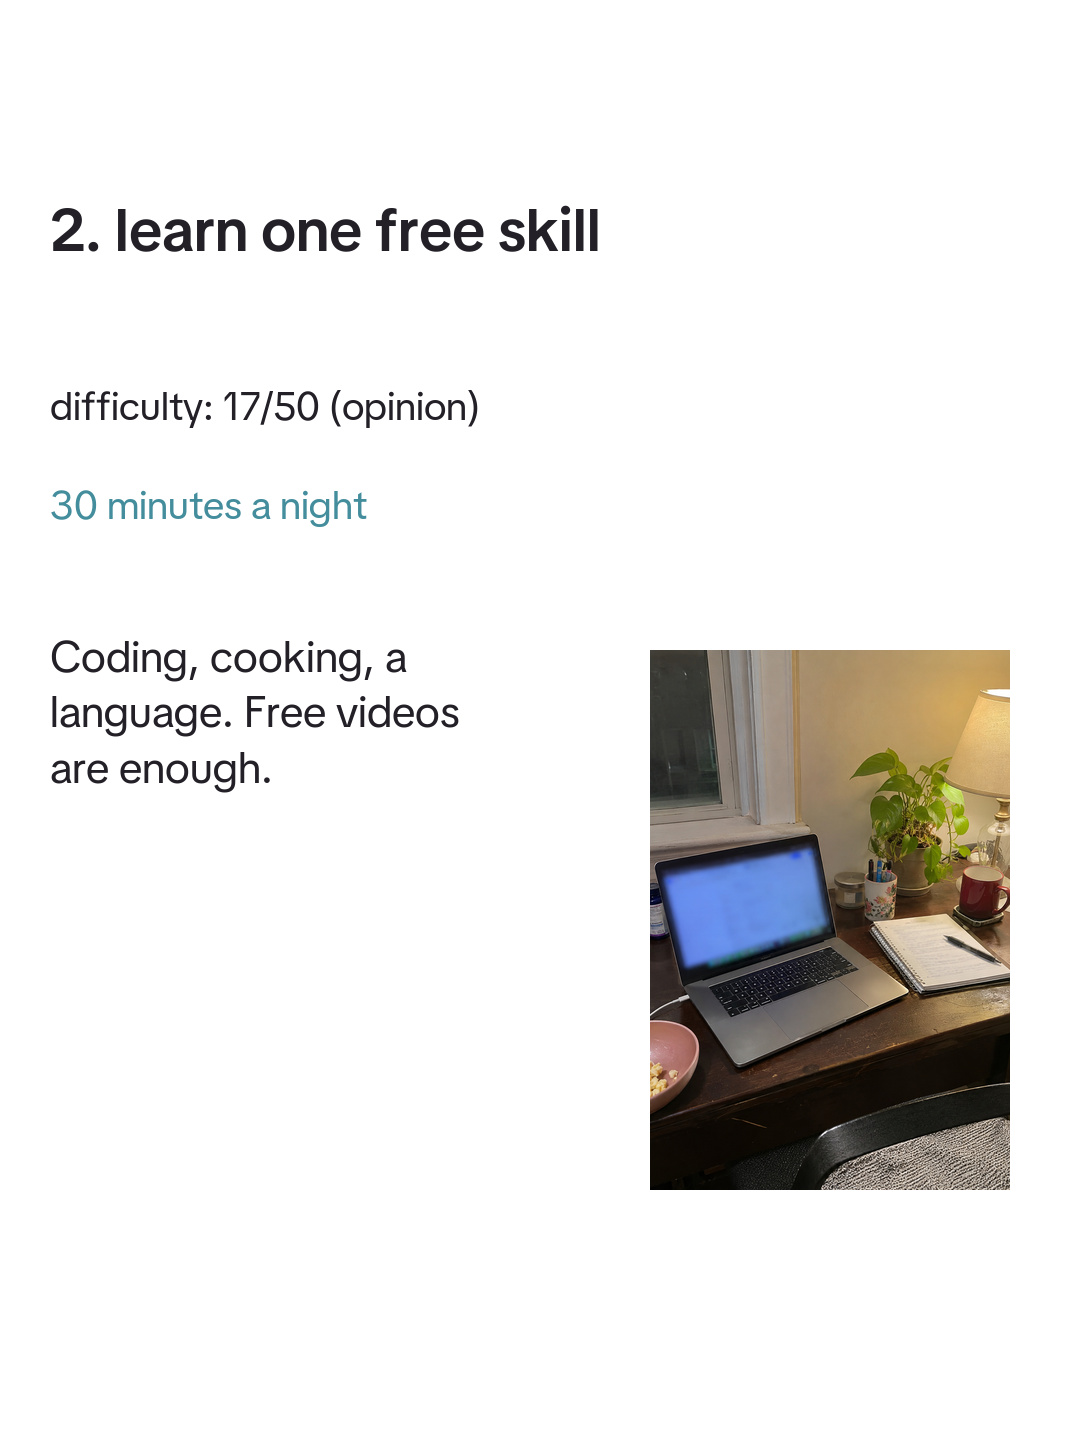 2. learn one free skill
difficulty: 17/50 (opinion)
30 minutes a night
Coding, cooking, a
language. Free videos
are enough.